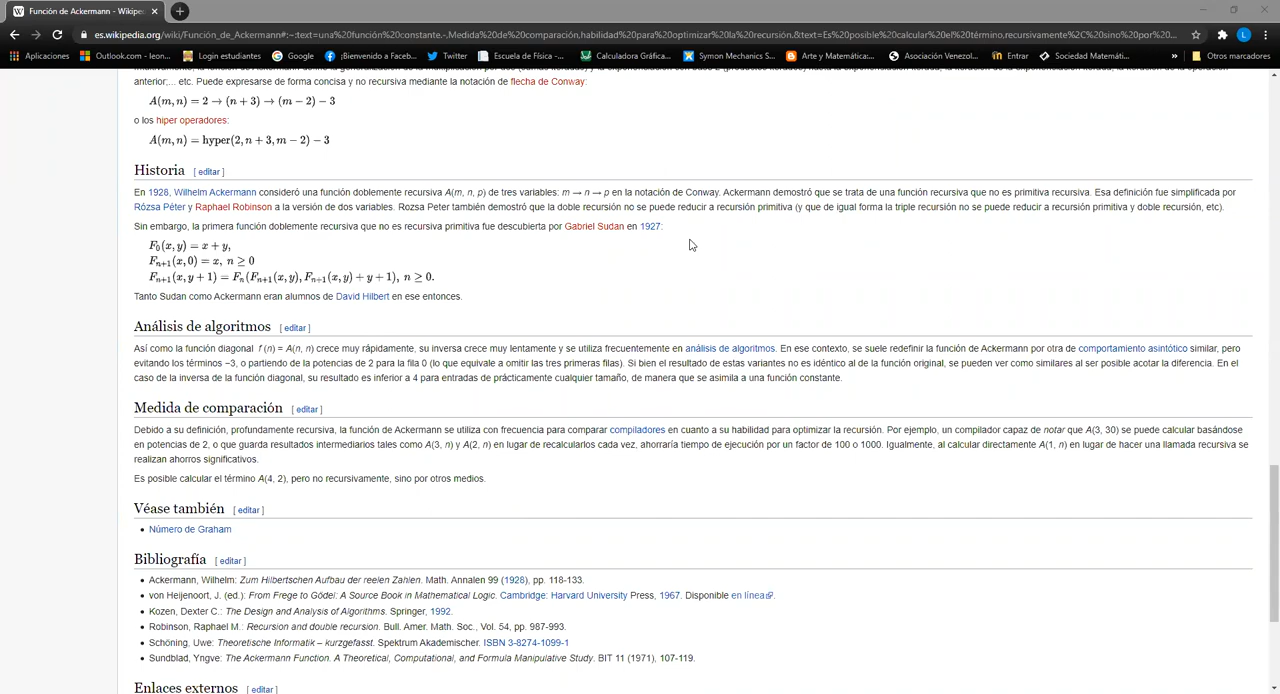 Función de Ackermann - Wikipe
es.wikipedia.org/wiki/Función_de_Ackermann#:~:text=una%20función%20constante.-,Medida%20de%20comparación,habilidad%20para%20optimizar%20la%20recursión.&text=Es%20posible%20calcular%20el%20término,recursivamente%2C%20sino%20por%20...
Aplicaciones Outlook.com - leon... Login estudiantes Google ¡Bienvenido a Faceb... Twitter Escuela de Física -... Calculadora Gráfica... Symon Mechanics S... Arte y Matemática:... Asociación Venezol... Entrar Sociedad Matemáti... » Otros marcadores
anterior;... etc. Puede expresarse de forma concisa y no recursiva mediante la notación de flecha de Conway:
A(m, n) = 2 → (n + 3) → (m − 2) − 3
o los hiper operadores:
A(m, n) = hyper(2, n + 3, m − 2) − 3
Historia [ editar ]
En 1928, Wilhelm Ackermann consideró una función doblemente recursiva A(m, n, p) de tres variables: m → n → p en la notación de Conway. Ackermann demostró que se trata de una función recursiva que no es primitiva recursiva. Esa definición fue simplificada por
Rózsa Péter y Raphael Robinson a la versión de dos variables. Rozsa Peter también demostró que la doble recursión no se puede reducir a recursión primitiva (y que de igual forma la triple recursión no se puede reducir a recursión primitiva y doble recursión, etc).
Sin embargo, la primera función doblemente recursiva que no es recursiva primitiva fue descubierta por Gabriel Sudan en 1927:
F₀(x, y) = x + y,
Fₙ₊₁(x, 0) = x, n ≥ 0
Fₙ₊₁(x, y + 1) = Fₙ(Fₙ₊₁(x, y), Fₙ₊₁(x, y) + y + 1), n ≥ 0.
Tanto Sudan como Ackermann eran alumnos de David Hilbert en ese entonces.
Análisis de algoritmos [ editar ]
Así como la función diagonal f (n) = A(n, n) crece muy rápidamente, su inversa crece muy lentamente y se utiliza frecuentemente en análisis de algoritmos. En ese contexto, se suele redefinir la función de Ackermann por otra de comportamiento asintótico similar, pero
evitando los términos −3, o partiendo de la potencias de 2 para la fila 0 (lo que equivale a omitir las tres primeras filas). Si bien el resultado de estas variantes no es idéntico al de la función original, se pueden ver como similares al ser posible acotar la diferencia. En el
caso de la inversa de la función diagonal, su resultado es inferior a 4 para entradas de prácticamente cualquier tamaño, de manera que se asimila a una función constante.
Medida de comparación [ editar ]
Debido a su definición, profundamente recursiva, la función de Ackermann se utiliza con frecuencia para comparar compiladores en cuanto a su habilidad para optimizar la recursión. Por ejemplo, un compilador capaz de notar que A(3, 30) se puede calcular basándose
en potencias de 2, o que guarda resultados intermediarios tales como A(3, n) y A(2, n) en lugar de recalcularlos cada vez, ahorraría tiempo de ejecución por un factor de 100 o 1000. Igualmente, al calcular directamente A(1, n) en lugar de hacer una llamada recursiva se
realizan ahorros significativos.
Es posible calcular el término A(4, 2), pero no recursivamente, sino por otros medios.
Véase también [ editar ]
• Número de Graham
Bibliografía [ editar ]
• Ackermann, Wilhelm: Zum Hilbertschen Aufbau der reelen Zahlen. Math. Annalen 99 (1928), pp. 118-133.
• von Heijenoort, J. (ed.): From Frege to Gödel: A Source Book in Mathematical Logic. Cambridge: Harvard University Press, 1967. Disponible en línea.
• Kozen, Dexter C.: The Design and Analysis of Algorithms. Springer, 1992.
• Robinson, Raphael M.: Recursion and double recursion. Bull. Amer. Math. Soc., Vol. 54, pp. 987-993.
• Schöning, Uwe: Theoretische Informatik – kurzgefasst. Spektrum Akademischer. ISBN 3-8274-1099-1
• Sundblad, Yngve: The Ackermann Function. A Theoretical, Computational, and Formula Manipulative Study. BIT 11 (1971), 107-119.
Enlaces externos [ editar ]